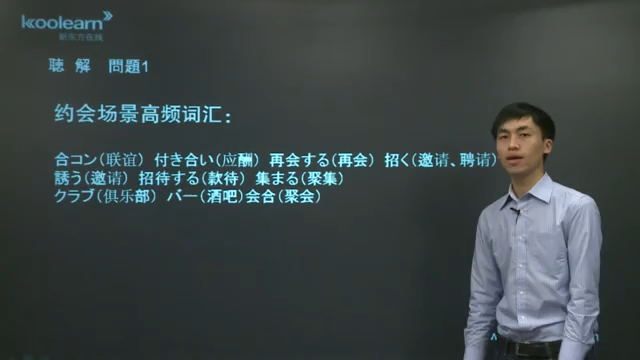 koolearn
新东方在线
聴 解 問題1
约会场景高频词汇：
合コン（联谊） 付き合い（应酬） 再会する（再会） 招く（邀请、聘请）
誘う（邀请） 招待する（款待） 集まる（聚集）
クラブ（俱乐部） バー（酒吧）会合（聚会）